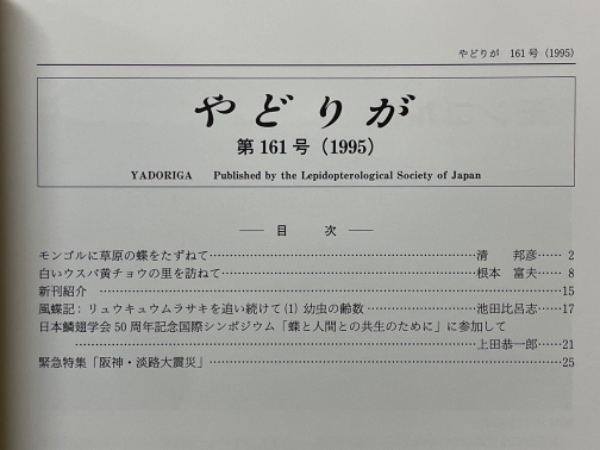 やどりが 161号 (1995)
やどりが
第161号 (1995)
YADORIGA Published by the Lepidopterological Society of Japan
── 目 次 ──
モンゴルに草原の蝶をたずねて………………………………………清 邦彦…… 2
白いウスバ黄チョウの里を訪ねて……………………………………根本 富夫…… 8
新刊紹介 ………………………………………………………………………………15
風蝶記: リュウキュウムラサキを追い続けて(1) 幼虫の齢数 ……………池田比呂志……17
日本鱗翅学会50周年記念国際シンポジウム「蝶と人間との共生のために」に参加して
………………………………………………………………………上田恭一郎……21
緊急特集「阪神・淡路大震災」……………………………………………………………25